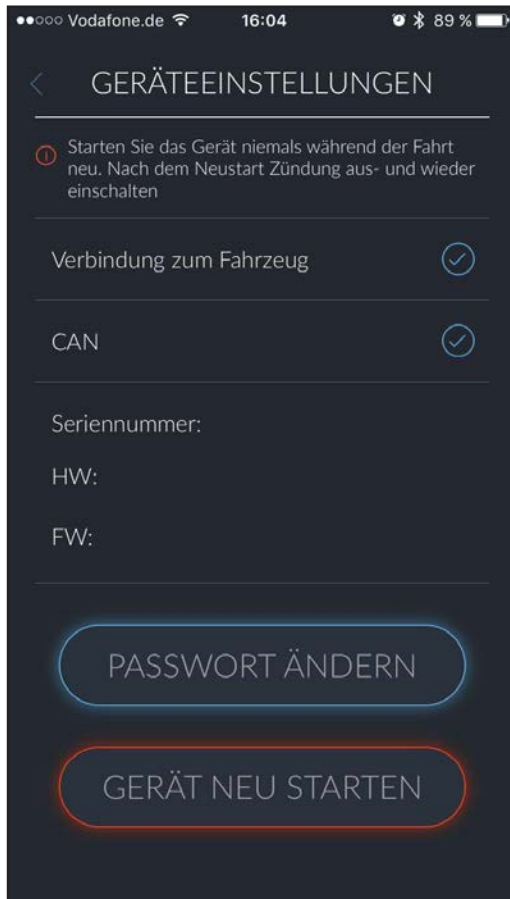 Vodafone.de 16:04 89 %
GERÄTEEINSTELLUNGEN
Starten Sie das Gerät niemals während der Fahrt
neu. Nach dem Neustart Zündung aus- und wieder
einschalten
Verbindung zum Fahrzeug
CAN
Seriennummer:
HW:
FW:
PASSWORT ÄNDERN
GERÄT NEU STARTEN